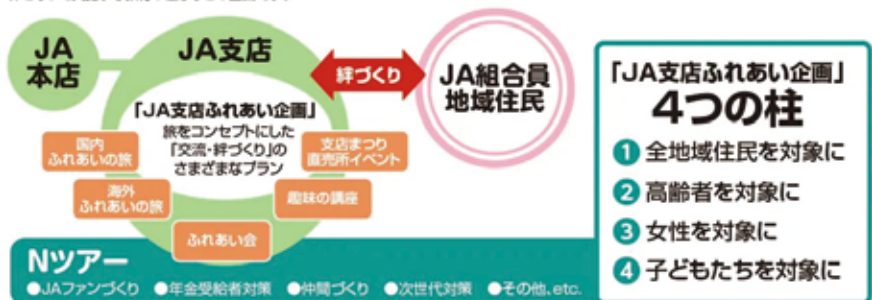 JA
本店
JA支店
絆づくり
JA組合員
地域住民
「JA支店ふれあい企画」
旅をコンセプトにした
「交流・絆づくり」の
さまざまなプラン
国内
ふれあいの旅
海外
ふれあいの旅
ふれあい会
趣味の講座
支店まつり
直売所イベント
Nツアー
●JAファンづくり ●年金受給者対策 ●仲間づくり ●次世代対策 ●その他、etc.
「JA支店ふれあい企画」
4つの柱
1 全地域住民を対象に
2 高齢者を対象に
3 女性を対象に
4 子どもたちを対象に